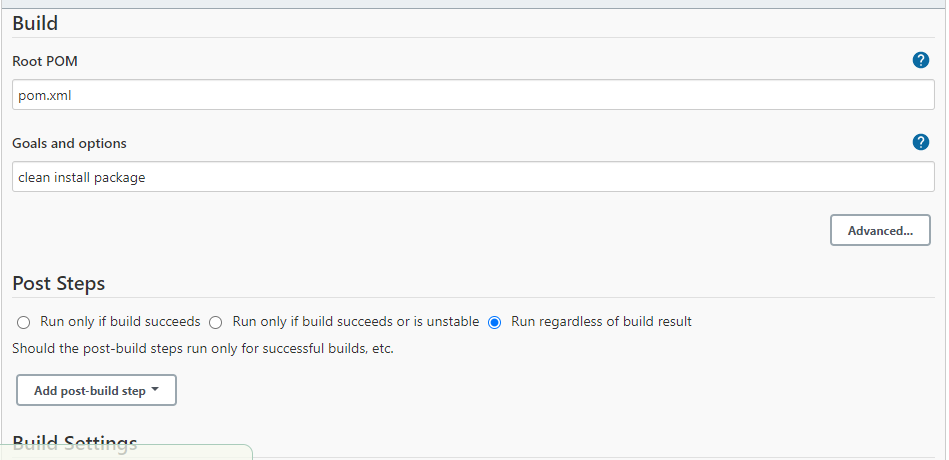 Build
Root POM ?
pom.xml
Goals and options ?
clean install package
Advanced...
Post Steps
Run only if build succeeds Run only if build succeeds or is unstable Run regardless of build result
Should the post-build steps run only for successful builds, etc.
Add post-build step
Build Settings